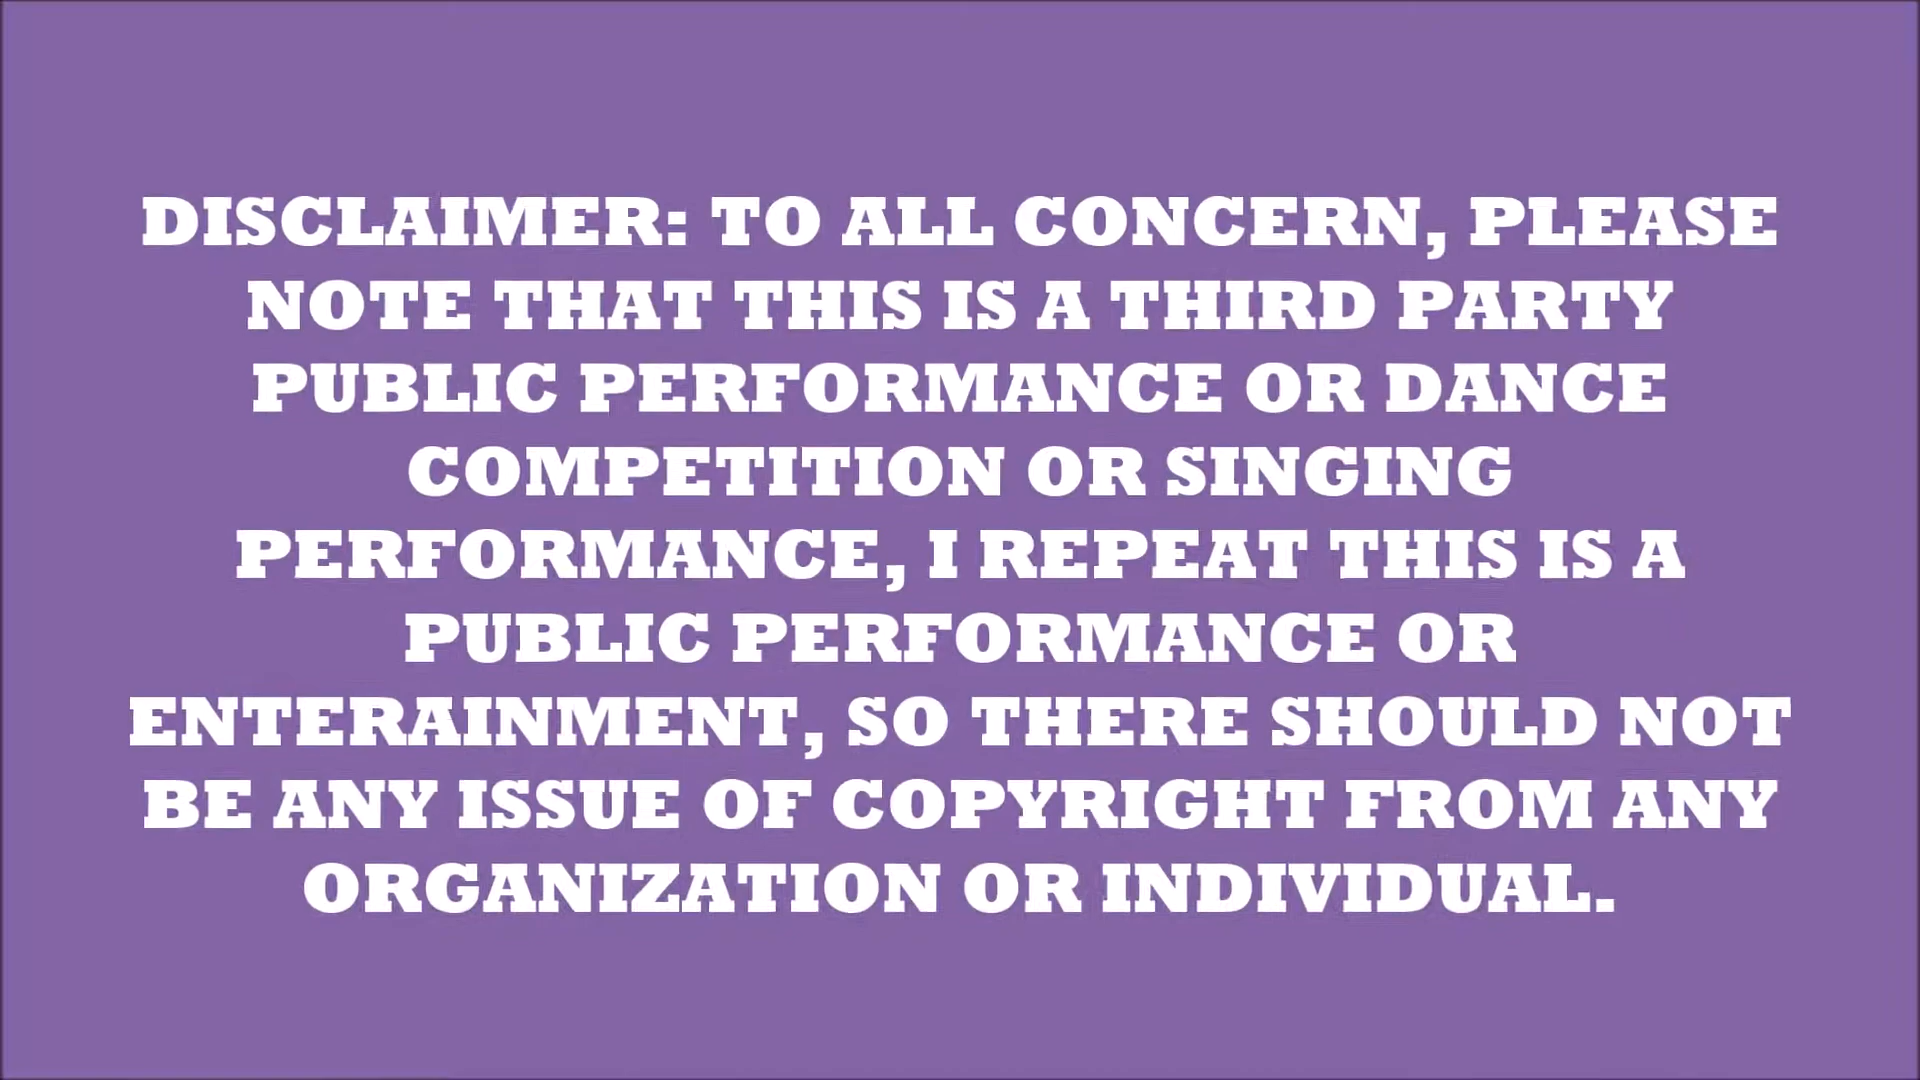 DISCLAIMER: TO ALL CONCERN, PLEASE
NOTE THAT THIS IS A THIRD PARTY
PUBLIC PERFORMANCE OR DANCE
COMPETITION OR SINGING
PERFORMANCE, I REPEAT THIS IS A
PUBLIC PERFORMANCE OR
ENTERAINMENT, SO THERE SHOULD NOT
BE ANY ISSUE OF COPYRIGHT FROM ANY
ORGANIZATION OR INDIVIDUAL.